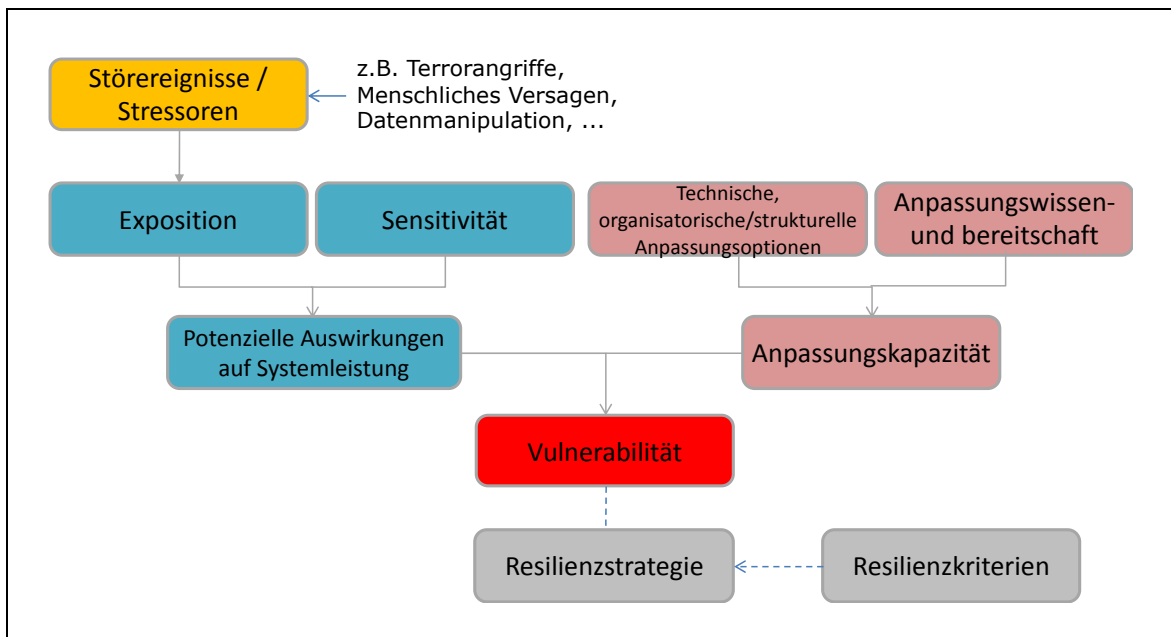 Störereignisse /
Stressoren
z.B. Terrorangriffe,
Menschliches Versagen,
Datenmanipulation, ...
Exposition
Sensitivität
Technische,
organisatorische/strukturelle
Anpassungsoptionen
Anpassungswissen-
und bereitschaft
Potenzielle Auswirkungen
auf Systemleistung
Anpassungskapazität
Vulnerabilität
Resilienzstrategie
Resilienzkriterien